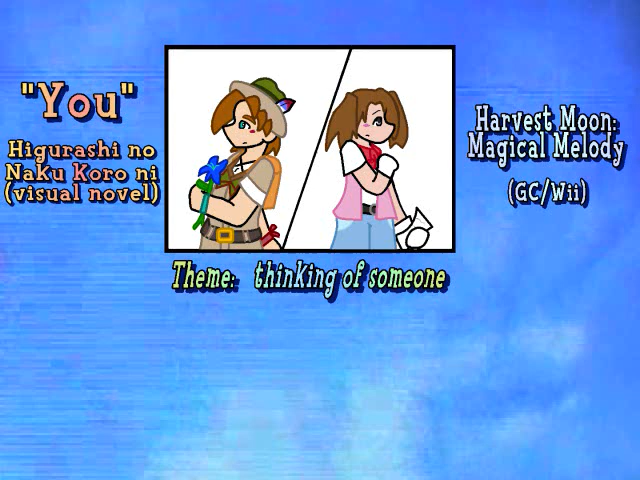 "You"
Higurashi no
Naku Koro ni
(visual novel)
Harvest Moon:
Magical Melody
(GC/Wii)
Theme: thinking of someone